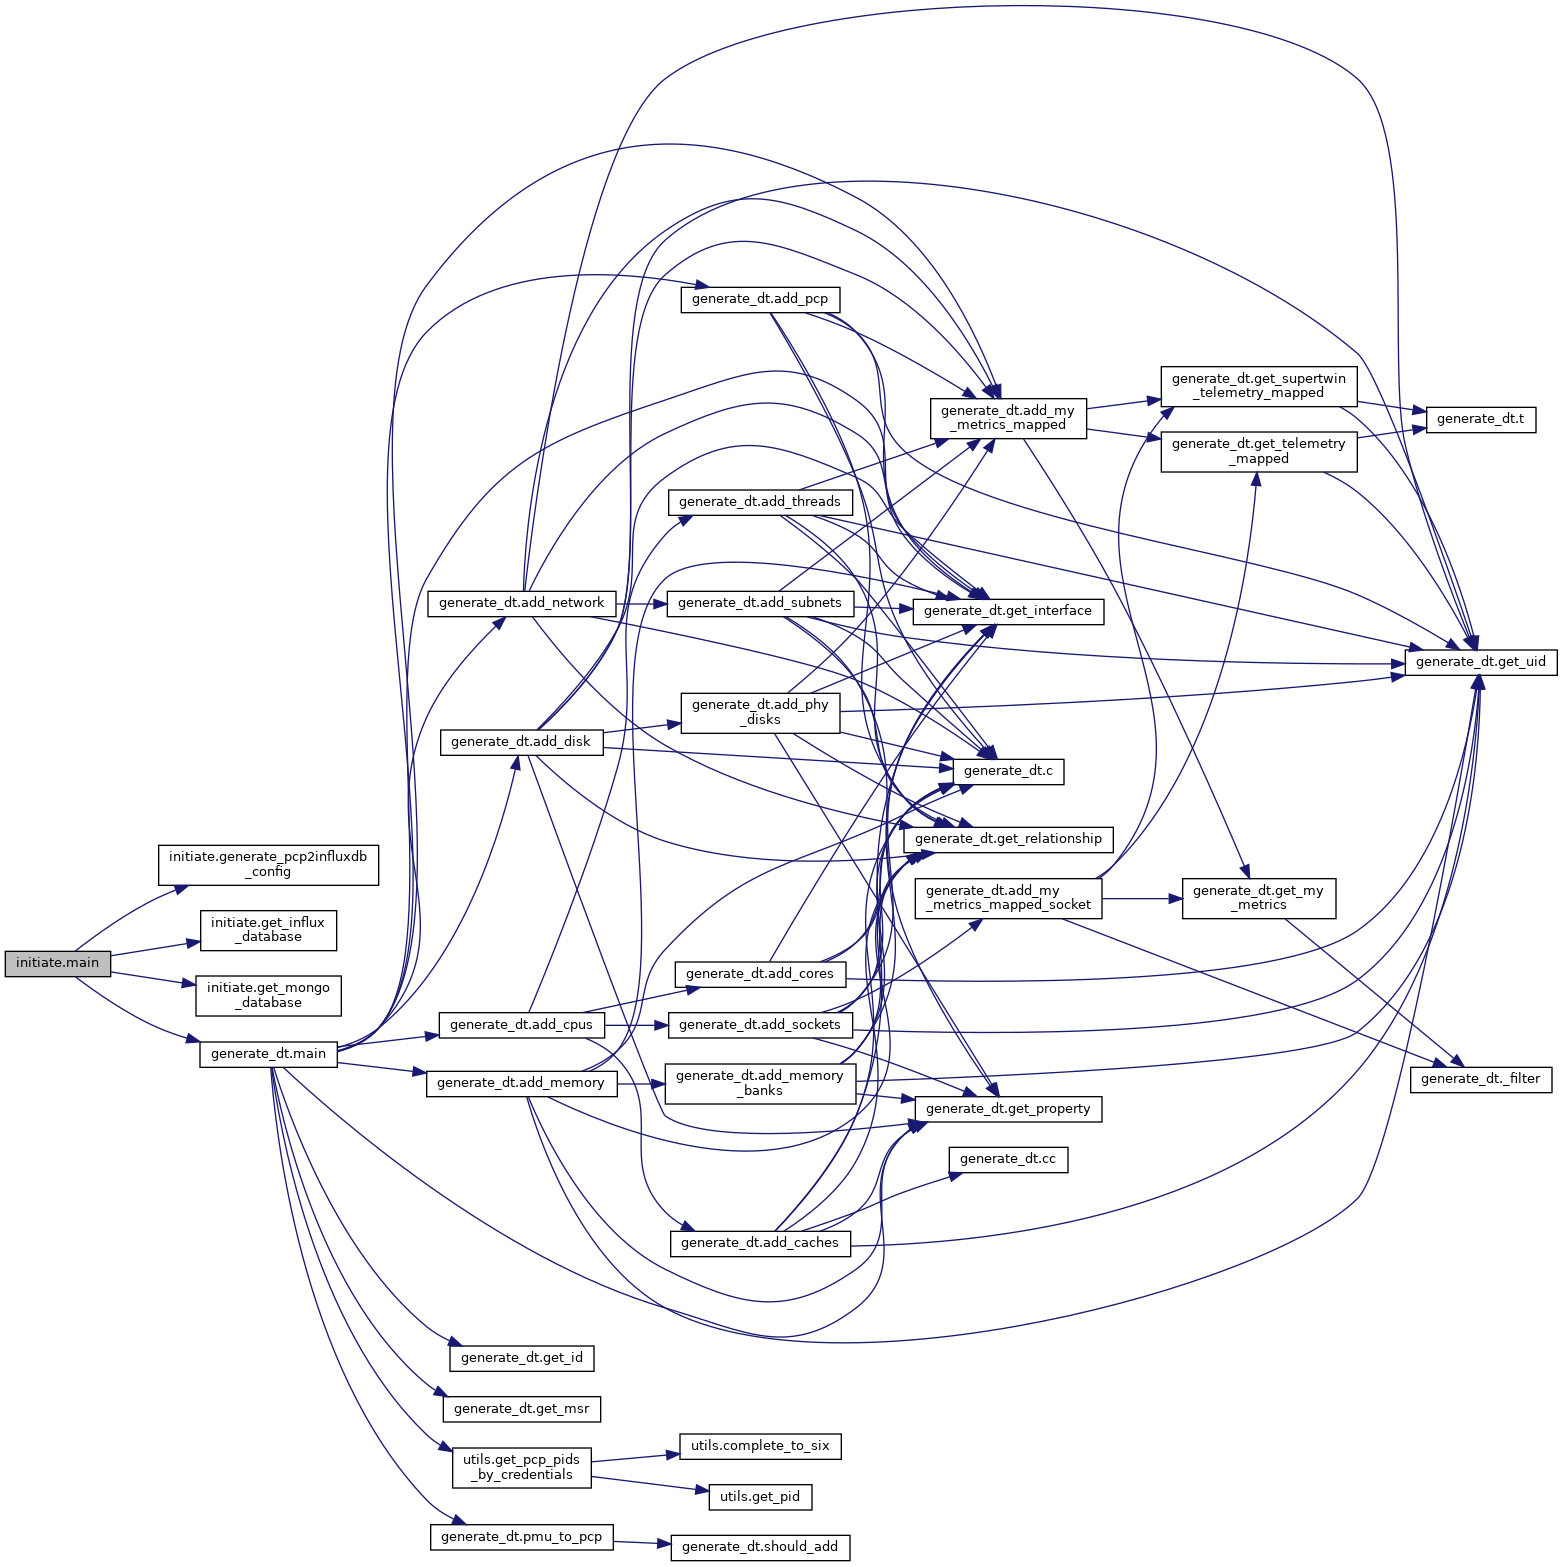 initiate.main
initiate.generate_pcp2influxdb
_config
initiate.get_influx
_database
initiate.get_mongo
_database
generate_dt.main
generate_dt.add_network
generate_dt.add_disk
generate_dt.add_cpus
generate_dt.add_memory
generate_dt.get_id
generate_dt.get_msr
utils.get_pcp_pids
_by_credentials
generate_dt.pmu_to_pcp
generate_dt.add_pcp
generate_dt.add_threads
generate_dt.add_subnets
generate_dt.add_phy
_disks
generate_dt.add_cores
generate_dt.add_sockets
generate_dt.add_memory
_banks
generate_dt.add_caches
utils.complete_to_six
utils.get_pid
generate_dt.should_add
generate_dt.add_my
_metrics_mapped
generate_dt.get_interface
generate_dt.c
generate_dt.get_relationship
generate_dt.add_my
_metrics_mapped_socket
generate_dt.get_property
generate_dt.cc
generate_dt.get_supertwin
_telemetry_mapped
generate_dt.get_telemetry
_mapped
generate_dt.get_my
_metrics
generate_dt.t
generate_dt.get_uid
generate_dt._filter